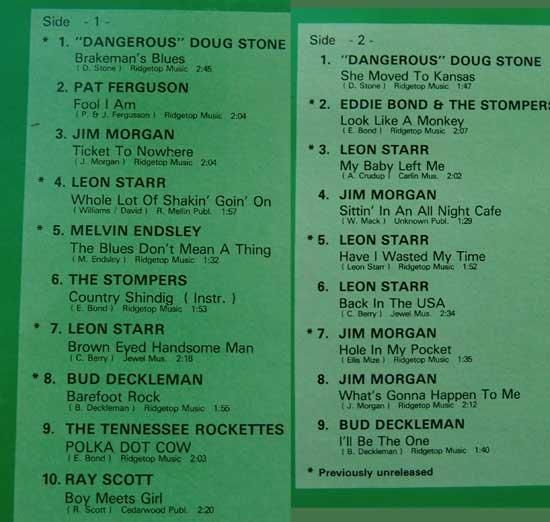 Side - 1 -
* 1. "DANGEROUS" DOUG STONE
Brakeman's Blues
( D. Stone ) Ridgetop Music 2:45
2. PAT FERGUSON
Fool I Am
( P. & J. Fergusson ) Ridgetop Music 2:04
3. JIM MORGAN
Ticket To Nowhere
( J. Morgan ) Ridgetop Music 2:04
* 4. LEON STARR
Whole Lot Of Shakin' Goin' On
( Williams / David ) R. Mellin Publ. 1:57
* 5. MELVIN ENDSLEY
The Blues Don't Mean A Thing
( M. Endsley ) Ridgetop Music 1:32
6. THE STOMPERS
Country Shindig ( Instr. )
( E. Bond ) Ridgetop Music 1:53
* 7. LEON STARR
Brown Eyed Handsome Man
( C. Berry ) Jewel Mus. 2:18
* 8. BUD DECKLEMAN
Barefoot Rock
( B. Deckleman ) Ridgetop Music 1:55
9. THE TENNESSEE ROCKETTES
POLKA DOT COW
( E. Bond ) Ridgetop Music 2:03
10. RAY SCOTT
Boy Meets Girl
( R. Scott ) Cedarwood Publ. 2:20
Side - 2 -
1. "DANGEROUS" DOUG STONE
She Moved To Kansas
( D. Stone ) Ridgetop Music 1:47
* 2. EDDIE BOND & THE STOMPERS
Look Like A Monkey
( E. Bond ) Ridgetop Music 2:07
* 3. LEON STARR
My Baby Left Me
( A. Crudup ) Carlin Mus. 2:02
4. JIM MORGAN
Sittin' In An All Night Cafe
( W. Mack ) Unknown Publ. 1:29
* 5. LEON STARR
Have I Wasted My Time
( Leon Starr ) Ridgetop Music 1:52
6. LEON STARR
Back In The USA
( C. Berry ) Jewel Mus. 2:34
* 7. JIM MORGAN
Hole In My Pocket
( Ellis Mize ) Ridgetop Music 1:35
8. JIM MORGAN
What's Gonna Happen To Me
( J. Morgan ) Ridgetop Music 2:12
9. BUD DECKLEMAN
I'll Be The One
( B. Deckleman ) Ridgetop Music 1:40
* Previously unreleased